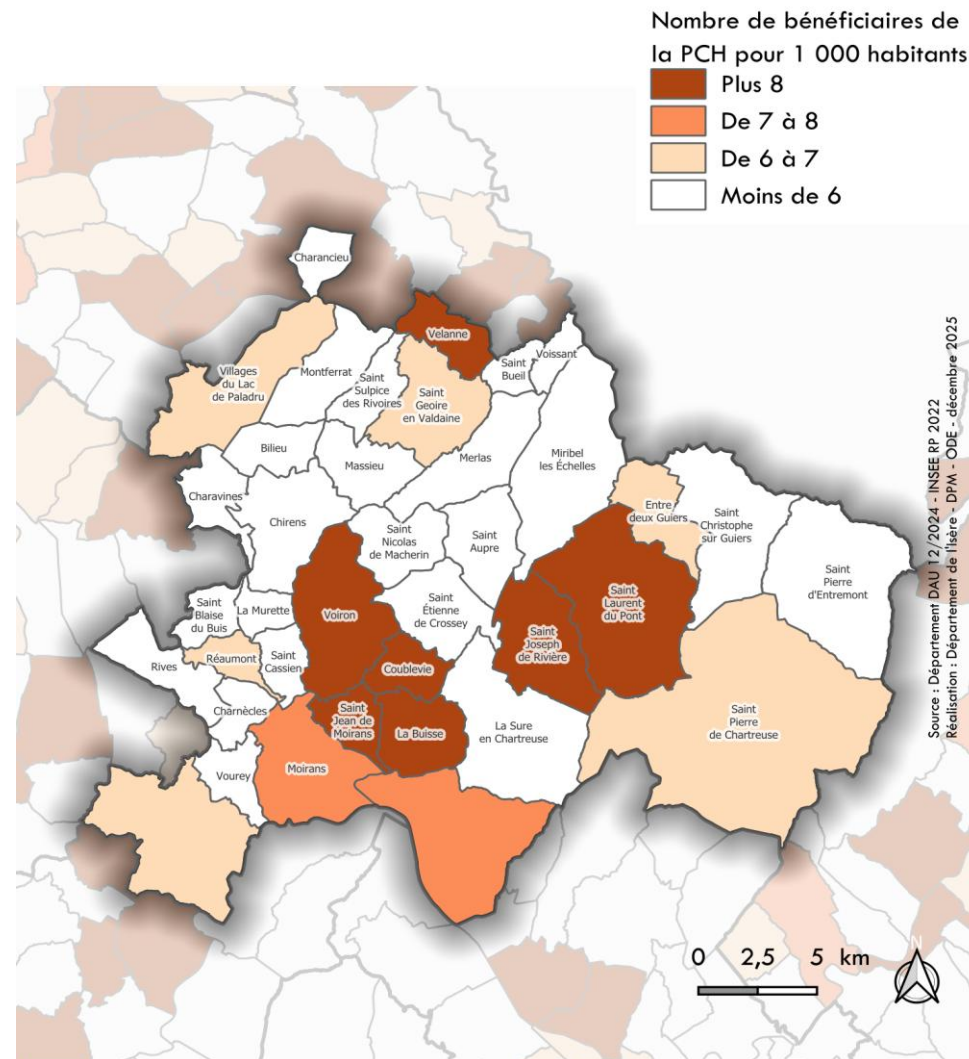 Nombre de bénéficiaires de
la PCH pour 1 000 habitants
Plus 8
De 7 à 8
De 6 à 7
Moins de 6
Charancieu
Velanne
Villages
du Lac
de Paladru
Montferrat
Saint
Sulpice
des Rivoires
Saint
Geoire
en Valdaine
Saint
Bueil
Voissant
Bilieu
Massieu
Merlas
Miribel
les Échelles
Charavines
Chirens
Saint
Nicolas
de Macherin
Saint
Aupre
Entre
deux Guiers
Saint
Christophe
sur Guiers
Saint
Pierre
d'Entremont
Saint
Blaise
du Buis
La Murette
Voiron
Saint
Étienne
de Crossey
Saint
Laurent
du Pont
Saint
Joseph
de Rivière
Rives
Réaumont
Saint
Cassien
Coublevie
Charnècles
Saint
Jean de
Moirans
La Buisse
La Sure
en Chartreuse
Saint
Pierre
de Chartreuse
Vourey
Moirans
Source : Département DAU 12/2024 - INSEE RP 2022
Réalisation : Département de l'Isère - DPM - ODE - décembre 2025
0 2,5 5 km
N